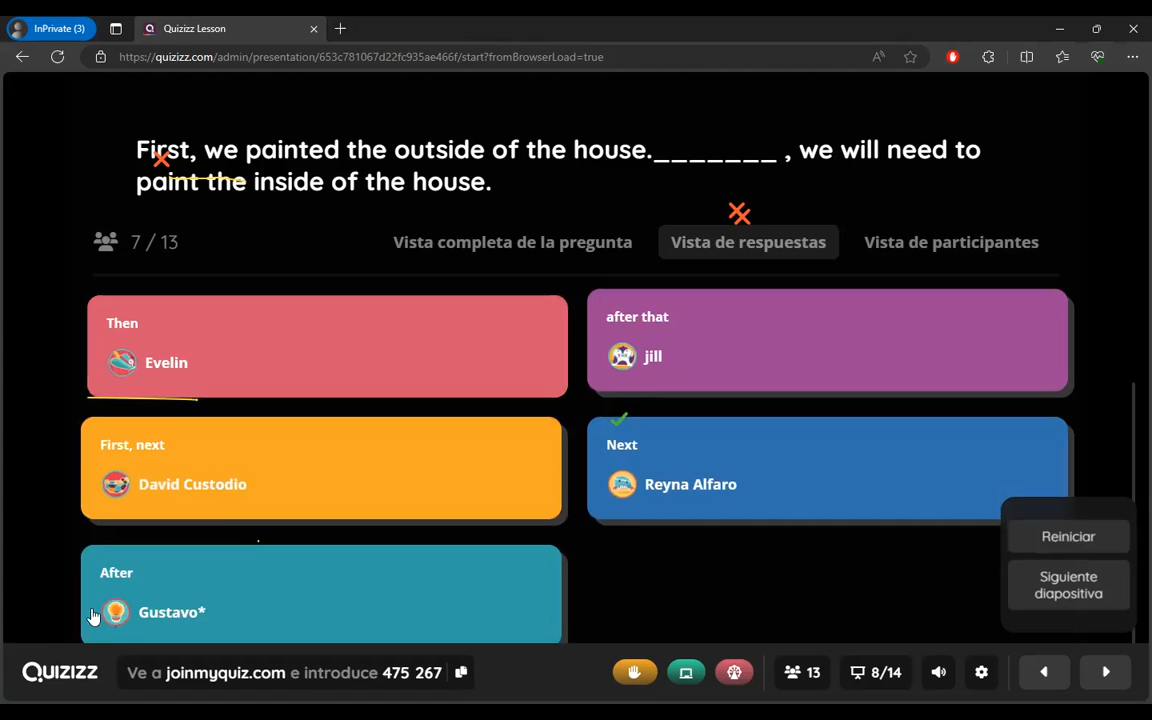 InPrivate (3)
Quizizz Lesson
https://quizizz.com/admin/presentation/653c781067d22fc935ae466f/start?fromBrowserLoad=true
First, we painted the outside of the house._______ , we will need to
paint the inside of the house.
7 / 13
Vista completa de la pregunta
Vista de respuestas
Vista de participantes
Then
Evelin
after that
jill
First, next
David Custodio
Next
Reyna Alfaro
After
Gustavo*
Reiniciar
Siguiente
diapositiva
QUIZIZZ
Ve a joinmyquiz.com e introduce 475 267
13
8/14